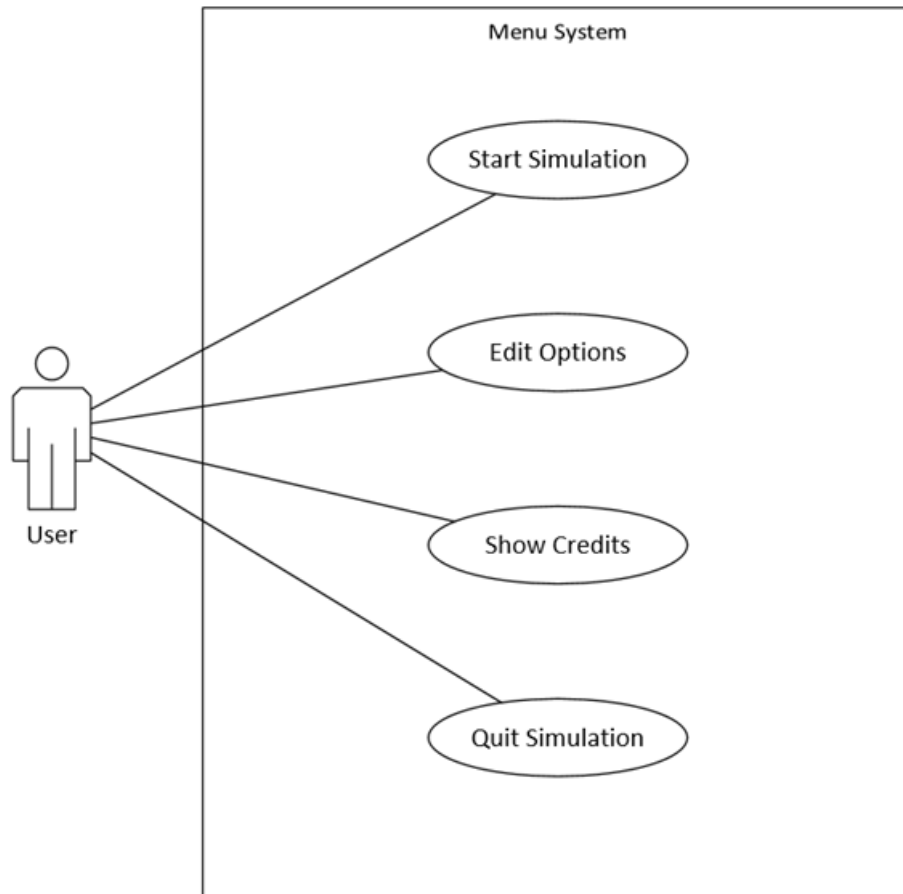 Menu System
Start Simulation
Edit Options
User
Show Credits
Quit Simulation